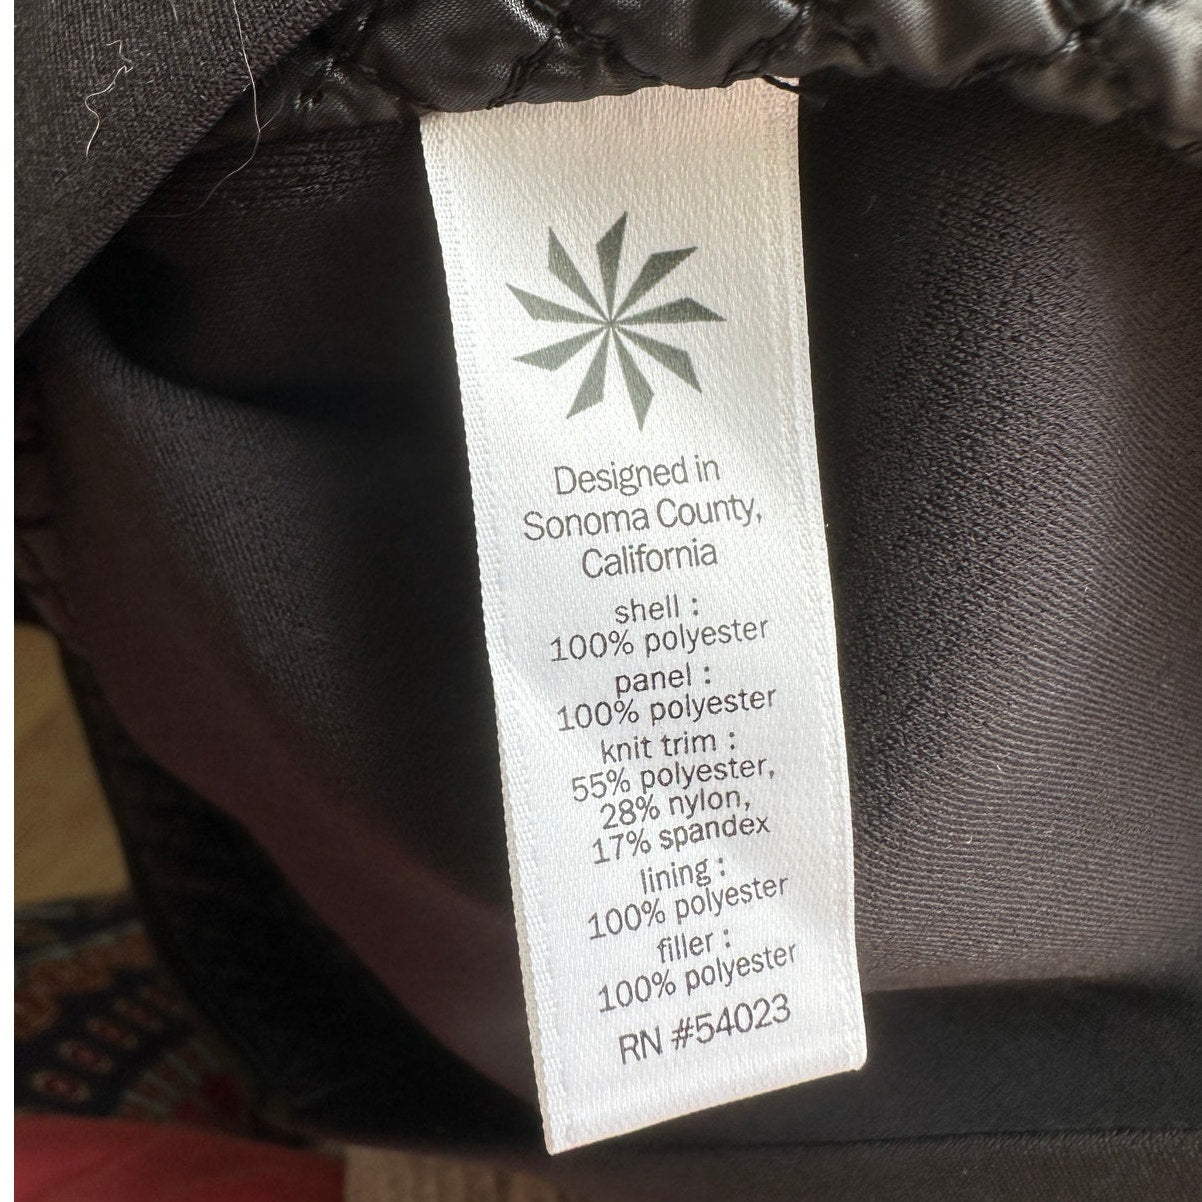 Designed in
Sonoma County,
California
shell :
100% polyester
panel :
100% polyester
knit trim :
55% polyester,
28% nylon,
17% spandex
lining :
100% polyester
filler :
100% polyester
RN #54023